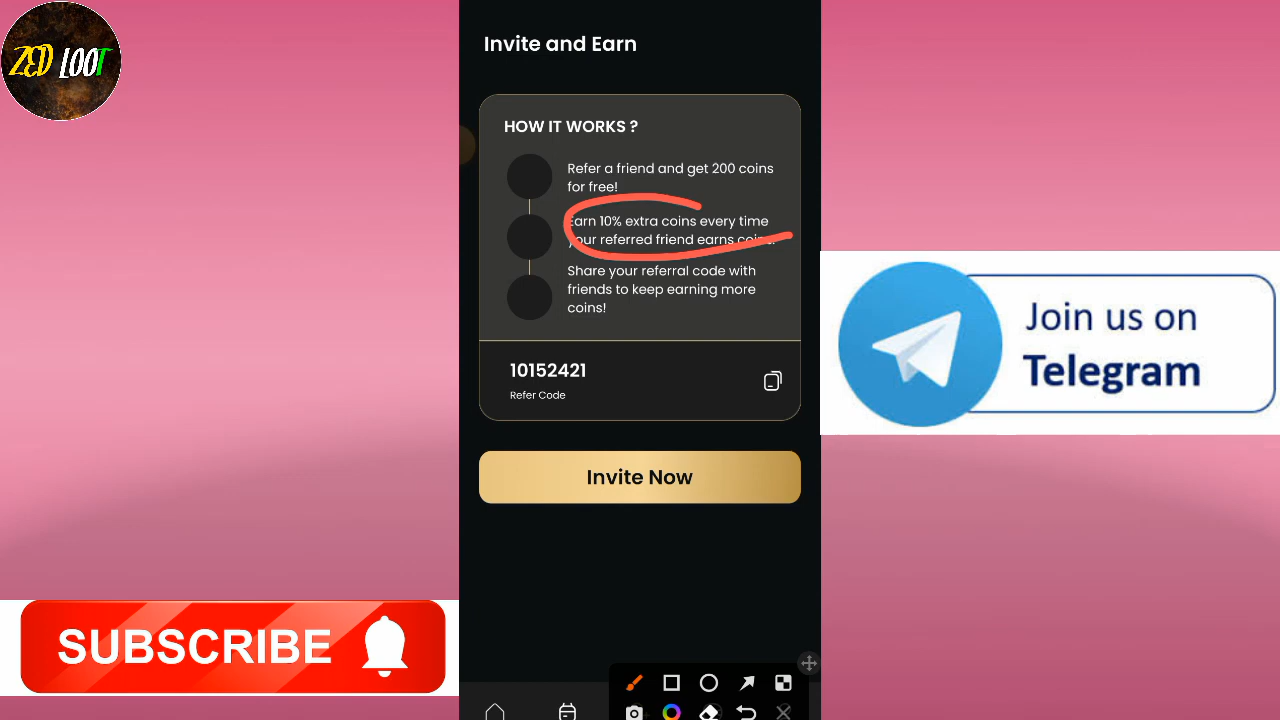 ZED LOOT
Invite and Earn
HOW IT WORKS ?
Refer a friend and get 200 coins
for free!
Earn 10% extra coins every time
your referred friend earns coins!
Share your referral code with
friends to keep earning more
coins!
10152421
Refer Code
Invite Now
Join us on
Telegram
SUBSCRIBE